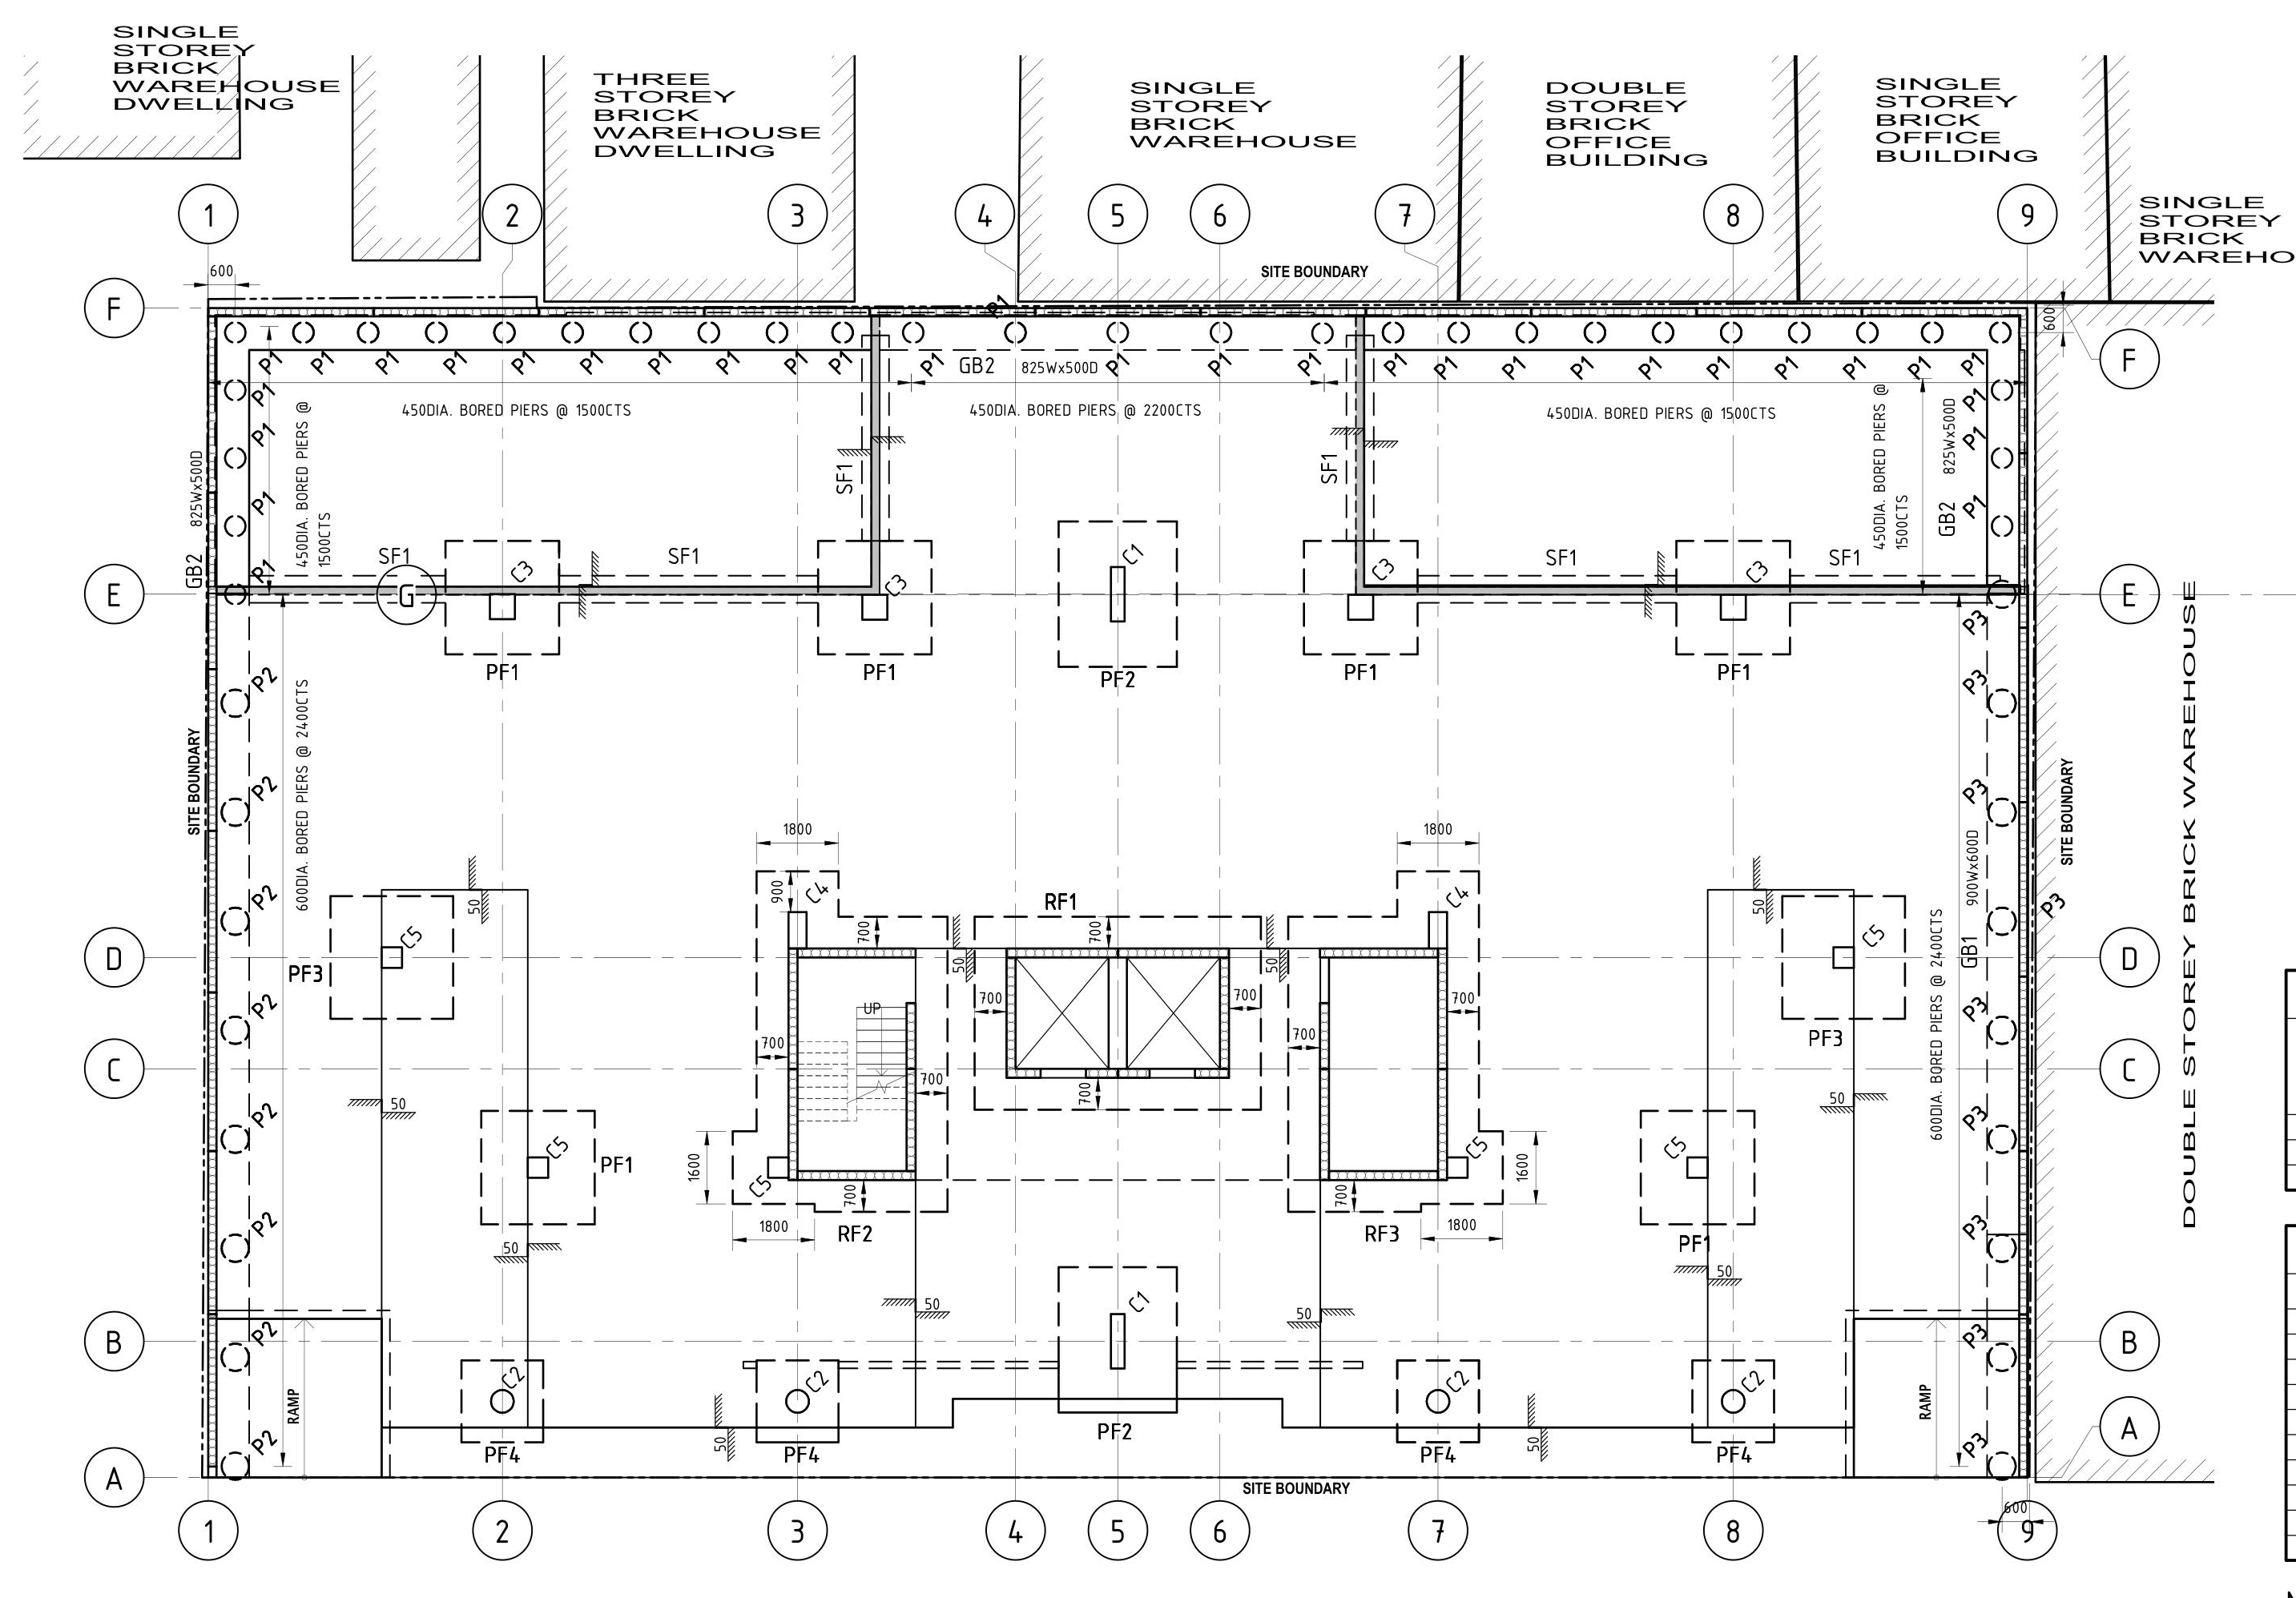 SINGLE
STOREY
BRICK
WAREHOUSE
DWELLING
THREE
STOREY
BRICK
WAREHOUSE
DWELLING
SINGLE
STOREY
BRICK
WAREHOUSE
DOUBLE
STOREY
BRICK
OFFICE
BUILDING
SINGLE
STOREY
BRICK
OFFICE
BUILDING
SINGLE
STOREY
BRICK
WAREHO
1 2 3 4 5 6 7 8 9
SITE BOUNDARY
600
F
P1
600
F
P1 P1 P1 P1 P1 P1 P1 P1 P1 P1 GB2 825Wx500D P1 P1 P1 P1 P1 P1 P1 P1 P1 P1 P1
450DIA. BORED PIERS @ 1500CTS
450DIA. BORED PIERS @ 2200CTS
450DIA. BORED PIERS @ 1500CTS
P1
P1
P1
P1
450DIA. BORED PIERS @
1500CTS
GB2 825Wx500D
SF1
SF1
450DIA. BORED PIERS @
1500CTS
GB2 825Wx500D
P1
P1
P1
SF1 SF1 SF1 SF1
C3 C3 C1 C3 C3
E G E
PF1 PF1 PF2 PF1 PF1
P3
SITE BOUNDARY
600DIA. BORED PIERS @ 2400CTS
P2
P2
P2
P2
P2
P2
P2
P2
P3
P3
P3
P3
P3
P3
P3
P3
SITE BOUNDARY
DOUBLE STOREY BRICK WAREHOUSE
900Wx600D
GB1
600DIA. BORED PIERS @ 2400CTS
1800 1800
900 C4 C4
RF1
50 700 700 50 50 50
C5 C5
D D
PF3 PF3
700 700 700
UP
700 700 700
C C
700
50 50
C5 PF1 1600 C5 C5 1600 C5
700 700
1800 RF2 RF3 1800 PF1
50 50
50 50
C1
B B
RAMP RAMP
C2 C2 C2 C2
50 50
PF4 PF4 PF2 PF4 PF4
A A
SITE BOUNDARY
600
1 2 3 4 5 6 7 8 9